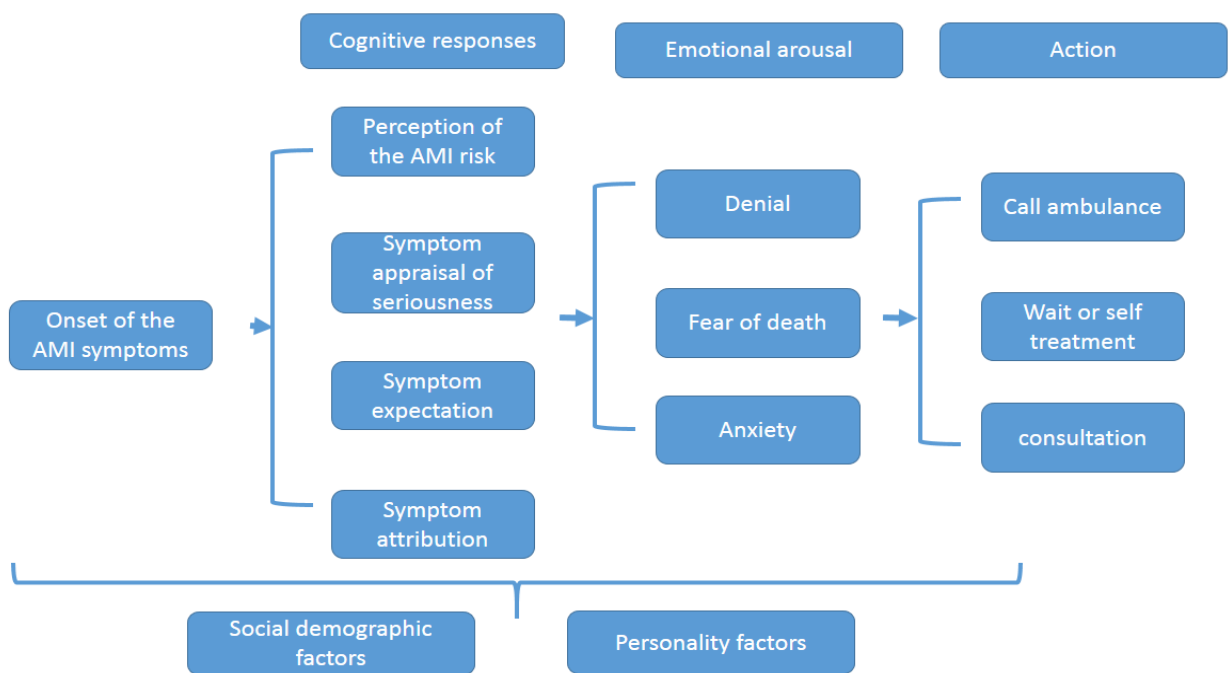 Cognitive responses
Emotional arousal
Action
Perception of
the AMI risk
Symptom
appraisal of
seriousness
Symptom
expectation
Symptom
attribution
Onset of the
AMI symptoms
Denial
Fear of death
Anxiety
Call ambulance
Wait or self
treatment
consultation
Social demographic
factors
Personality factors